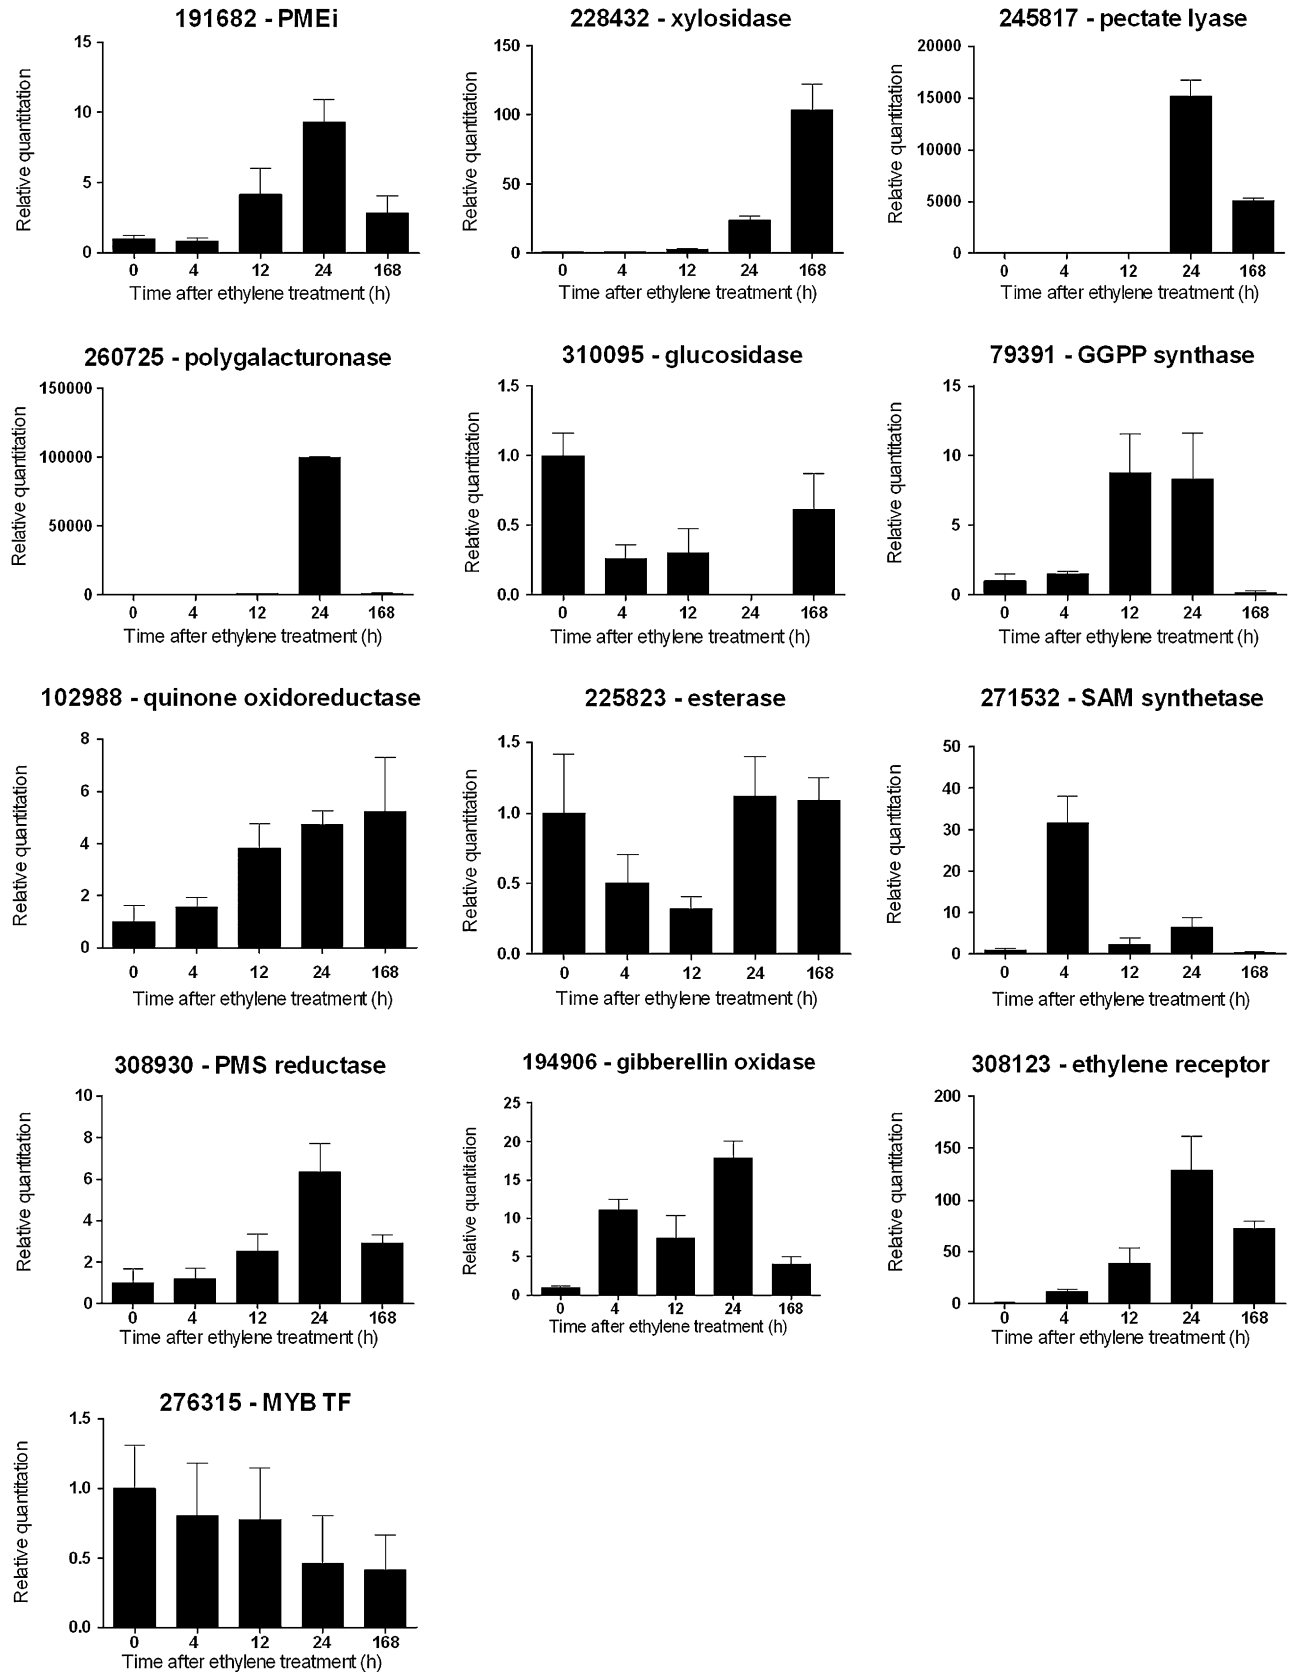 191682 - PMEi
Relative quantitation
15
10
5
0
0 4 12 24 168
Time after ethylene treatment (h)
228432 - xylosidase
Relative quantitation
150
100
50
0
0 4 12 24 168
Time after ethylene treatment (h)
245817 - pectate lyase
Relative quantitation
20000
15000
10000
5000
0
0 4 12 24 168
Time after ethylene treatment (h)
260725 - polygalacturonase
Relative quantitation
150000
100000
50000
0
0 4 12 24 168
Time after ethylene treatment (h)
310095 - glucosidase
Relative quantitation
1.5
1.0
0.5
0.0
0 4 12 24 168
Time after ethylene treatment (h)
79391 - GGPP synthase
Relative quantitation
15
10
5
0
0 4 12 24 168
Time after ethylene treatment (h)
102988 - quinone oxidoreductase
Relative quantitation
8
6
4
2
0
0 4 12 24 168
Time after ethylene treatment (h)
225823 - esterase
Relative quantitation
1.5
1.0
0.5
0.0
0 4 12 24 168
Time after ethylene treatment (h)
271532 - SAM synthetase
Relative quantitation
50
40
30
20
10
0
0 4 12 24 168
Time after ethylene treatment (h)
308930 - PMS reductase
Relative quantitation
10
8
6
4
2
0
0 4 12 24 168
Time after ethylene treatment (h)
194906 - gibberellin oxidase
Relative quantitation
25
20
15
10
5
0
0 4 12 24 168
Time after ethylene treatment (h)
308123 - ethylene receptor
Relative quantitation
200
150
100
50
0
0 4 12 24 168
Time after ethylene treatment (h)
276315 - MYB TF
Relative quantitation
1.5
1.0
0.5
0.0
0 4 12 24 168
Time after ethylene treatment (h)